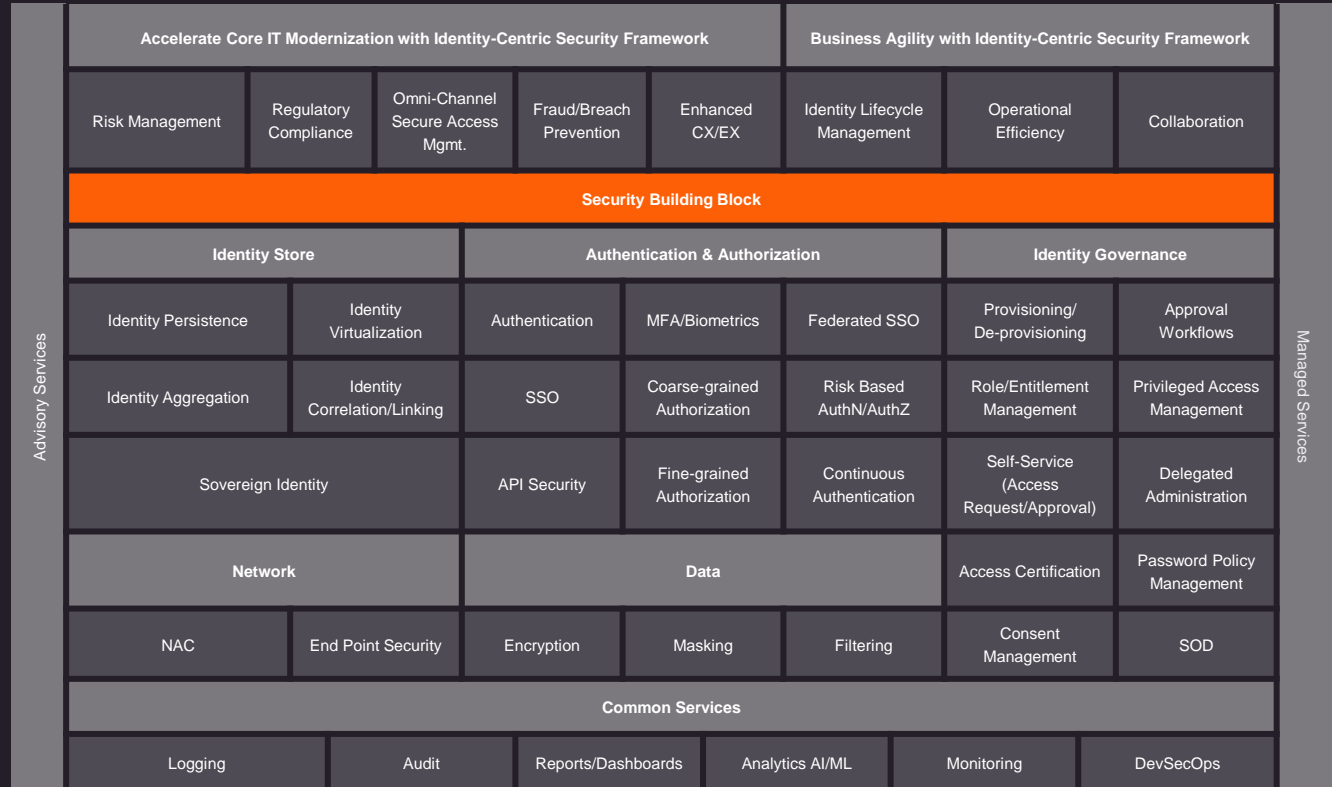 Accelerate Core IT Modernization with Identity-Centric Security Framework
Business Agility with Identity-Centric Security Framework
Risk Management
Regulatory
Compliance
Omni-Channel
Secure Access
Mgmt.
Fraud/Breach
Prevention
Enhanced
CX/EX
Identity Lifecycle
Management
Operational
Efficiency
Collaboration
Security Building Block
Identity Store
Authentication & Authorization
Identity Governance
Identity Persistence
Identity
Virtualization
Authentication
MFA/Biometrics
Federated SSO
Provisioning/
De-provisioning
Approval
Workflows
Identity Aggregation
Identity
Correlation/Linking
SSO
Coarse-grained
Authorization
Risk Based
AuthN/AuthZ
Role/Entitlement
Management
Privileged Access
Management
Sovereign Identity
API Security
Fine-grained
Authorization
Continuous
Authentication
Self-Service
(Access
Request/Approval)
Delegated
Administration
Network
Data
Access Certification
Password Policy
Management
NAC
End Point Security
Encryption
Masking
Filtering
Consent
Management
SOD
Common Services
Logging
Audit
Reports/Dashboards
Analytics AI/ML
Monitoring
DevSecOps
Advisory Services
Managed Services